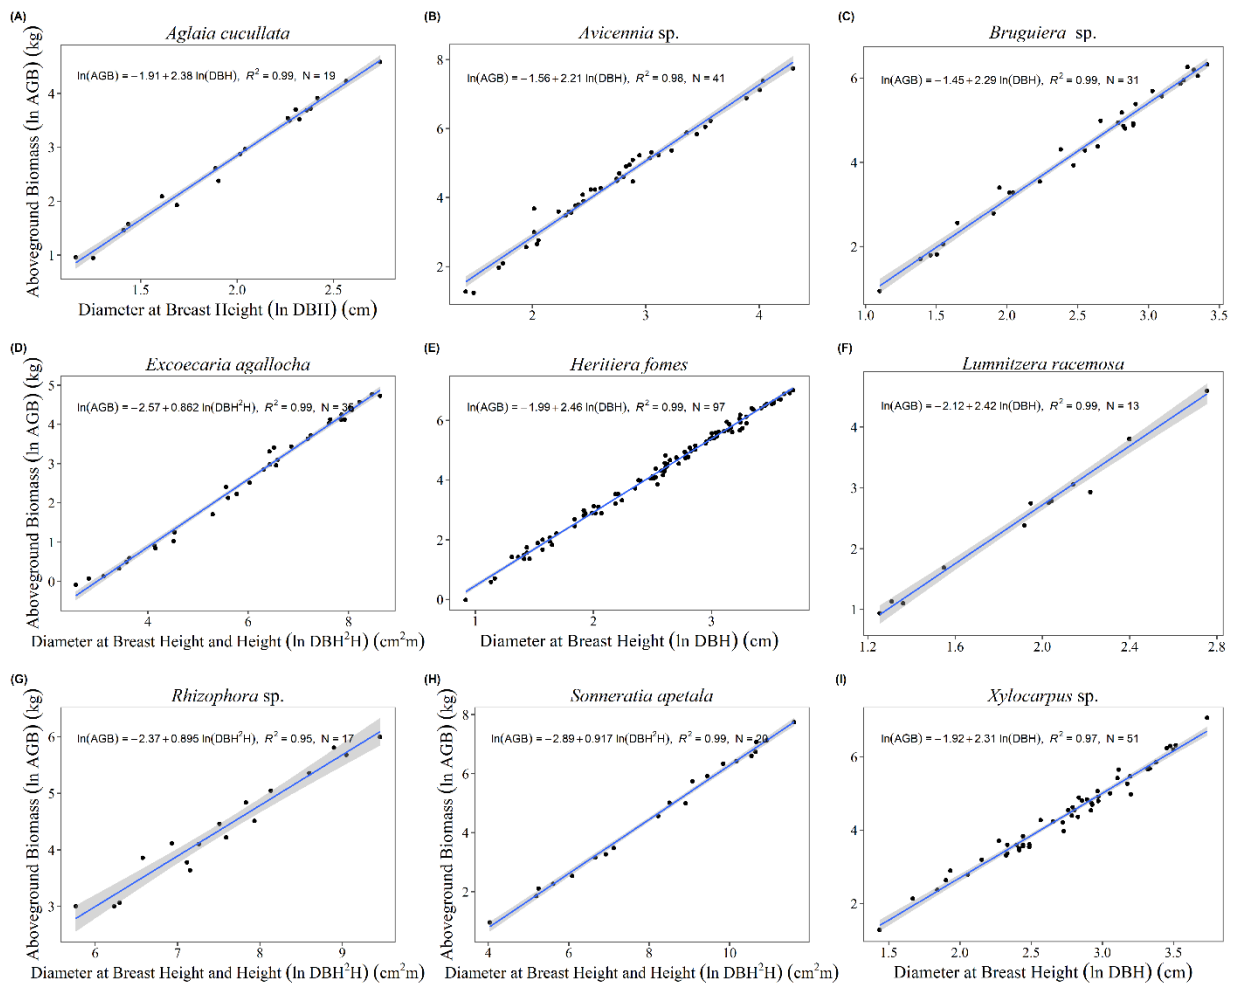 (A)
Aglaia cucullata
ln(AGB) = −1.91 + 2.38 ln(DBH), R² = 0.99, N = 19
Aboveground Biomass (ln AGB) (kg)
4
3
2
1
1.5
2.0
2.5
Diameter at Breast Height (ln DBH) (cm)
(B)
Avicennia sp.
ln(AGB) = −1.56 + 2.21 ln(DBH), R² = 0.98, N = 41
8
6
4
2
2
3
4
(C)
Bruguiera sp.
ln(AGB) = −1.45 + 2.29 ln(DBH), R² = 0.99, N = 31
6
4
2
1.0
1.5
2.0
2.5
3.0
3.5
(D)
Excoecaria agallocha
ln(AGB) = −2.57 + 0.862 ln(DBH²H), R² = 0.99, N = 36
Aboveground Biomass (ln AGB) (kg)
5
4
3
2
1
0
4
6
8
Diameter at Breast Height and Height (ln DBH²H) (cm²m)
(E)
Heritiera fomes
ln(AGB) = −1.99 + 2.46 ln(DBH), R² = 0.99, N = 97
6
4
2
0
1
2
3
Diameter at Breast Height (ln DBH) (cm)
(F)
Lumnitzera racemosa
ln(AGB) = −2.12 + 2.42 ln(DBH), R² = 0.99, N = 13
4
3
2
1
1.2
1.6
2.0
2.4
2.8
(G)
Rhizophora sp.
ln(AGB) = −2.37 + 0.895 ln(DBH²H), R² = 0.95, N = 17
Aboveground Biomass (ln AGB) (kg)
6
5
4
3
6
7
8
9
Diameter at Breast Height and Height (ln DBH²H) (cm²m)
(H)
Sonneratia apetala
ln(AGB) = −2.89 + 0.917 ln(DBH²H), R² = 0.99, N = 20
Aboveground Biomass (ln AGB) (kg)
8
6
4
2
4
6
8
10
Diameter at Breast Height and Height (ln DBH²H) (cm²m)
(I)
Xylocarpus sp.
ln(AGB) = −1.92 + 2.31 ln(DBH), R² = 0.97, N = 51
6
4
2
1.5
2.0
2.5
3.0
3.5
Diameter at Breast Height (ln DBH) (cm)